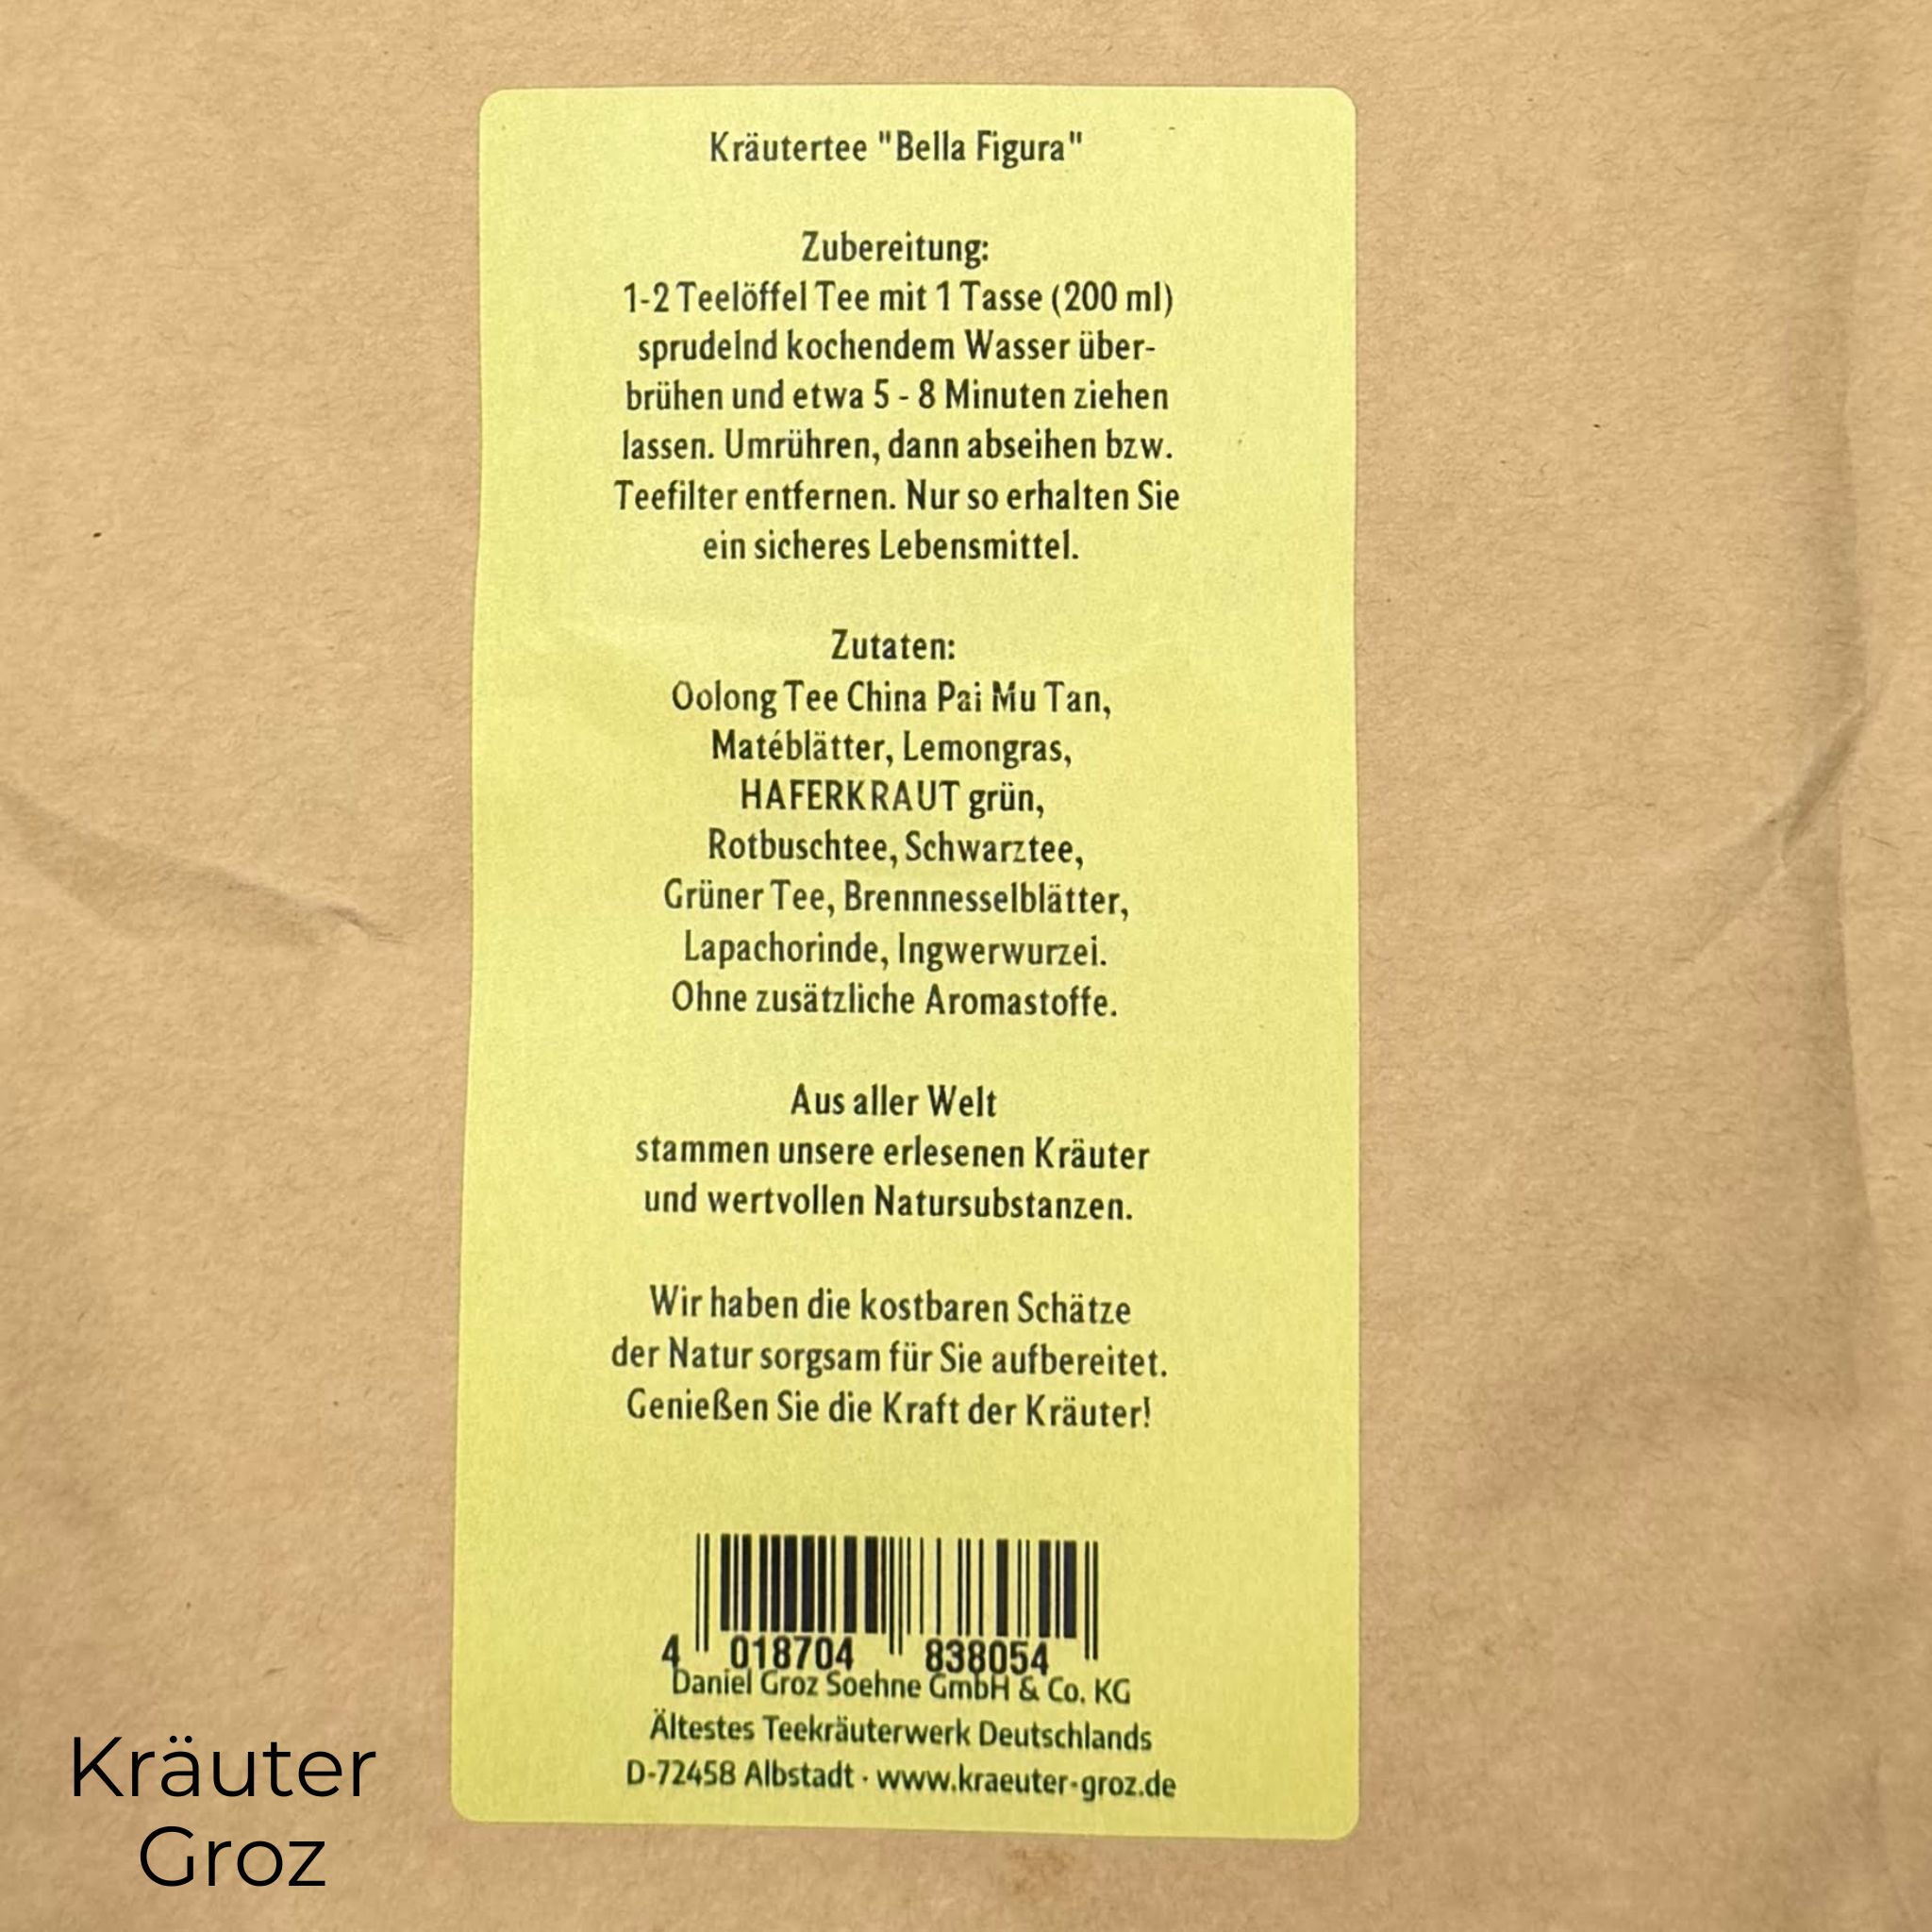 Kräutertee "Bella Figura"
Zubereitung:
1-2 Teelöffel Tee mit 1 Tasse (200 ml)
sprudelnd kochendem Wasser über-
brühen und etwa 5 - 8 Minuten ziehen
lassen. Umrühren, dann abseihen bzw.
Teefilter entfernen. Nur so erhalten Sie
ein sicheres Lebensmittel.
Zutaten:
Oolong Tee China Pai Mu Tan,
Matéblätter, Lemongras,
HAFERKRAUT grün,
Rotbuschtee, Schwarztee,
Grüner Tee, Brennnesselblätter,
Lapachorinde, Ingwerwurzel.
Ohne zusätzliche Aromastoffe.
Aus aller Welt
stammen unsere erlesenen Kräuter
und wertvollen Natursubstanzen.
Wir haben die kostbaren Schätze
der Natur sorgsam für Sie aufbereitet.
Genießen Sie die Kraft der Kräuter!
4 018704 838054
Daniel Groz Soehne GmbH & Co. KG
Ältestes Teekräuterwerk Deutschlands
D-72458 Albstadt · www.kraeuter-groz.de
Kräuter
Groz